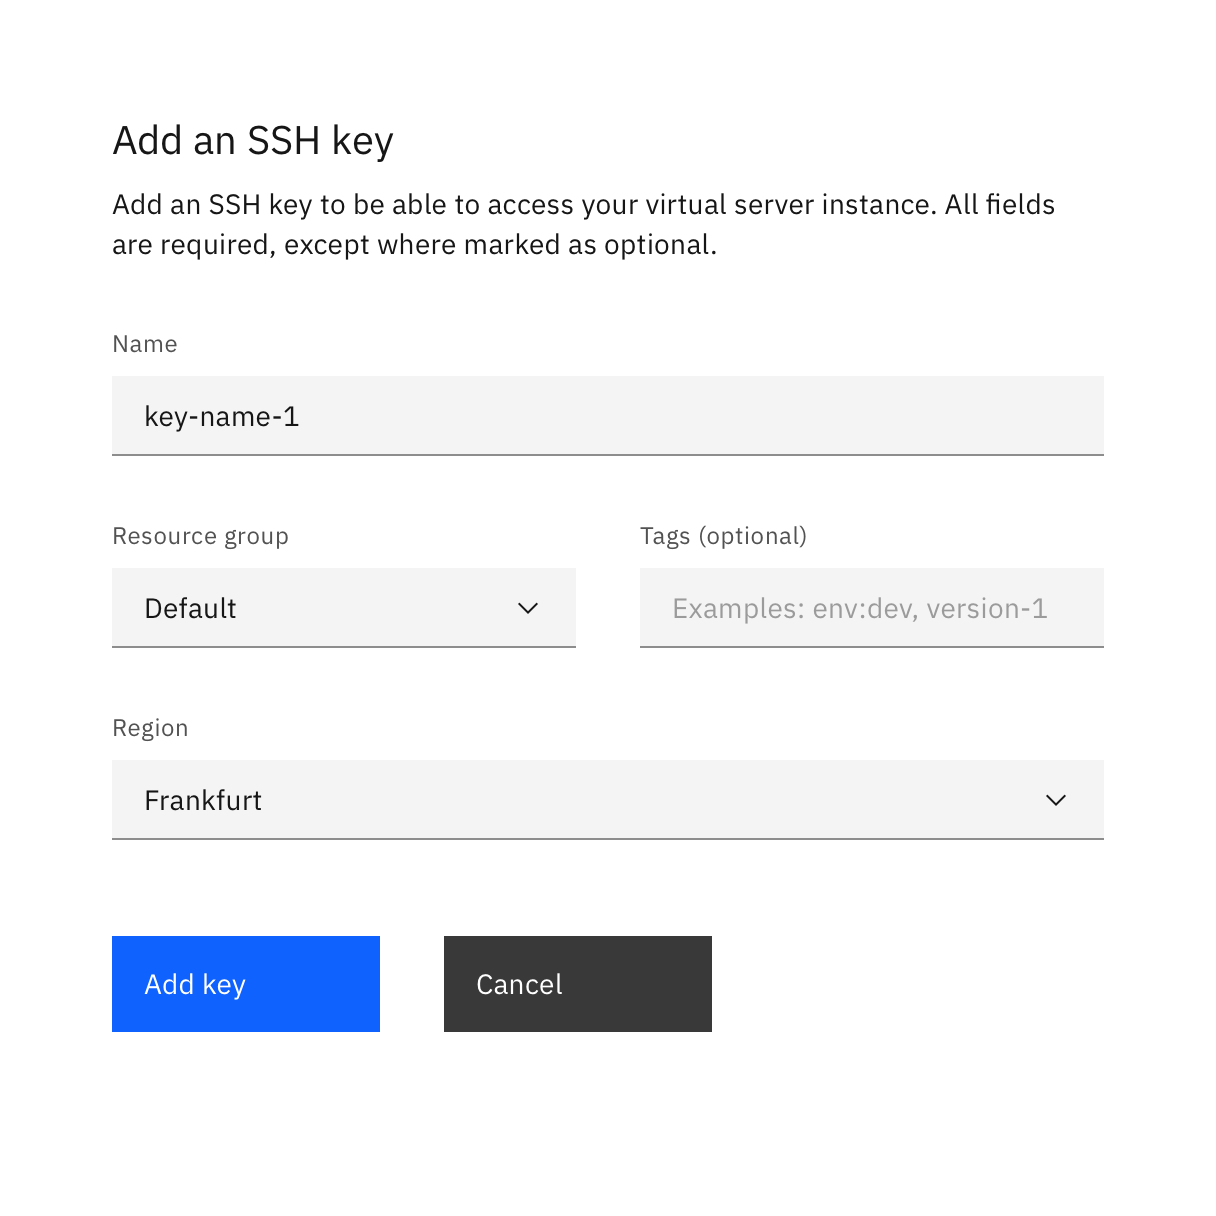 Add an SSH key
Add an SSH key to be able to access your virtual server instance. All fields
are required, except where marked as optional.
Name
key-name-1
Resource group
Default
Tags (optional)
Examples: env:dev, version-1
Region
Frankfurt
Add key
Cancel